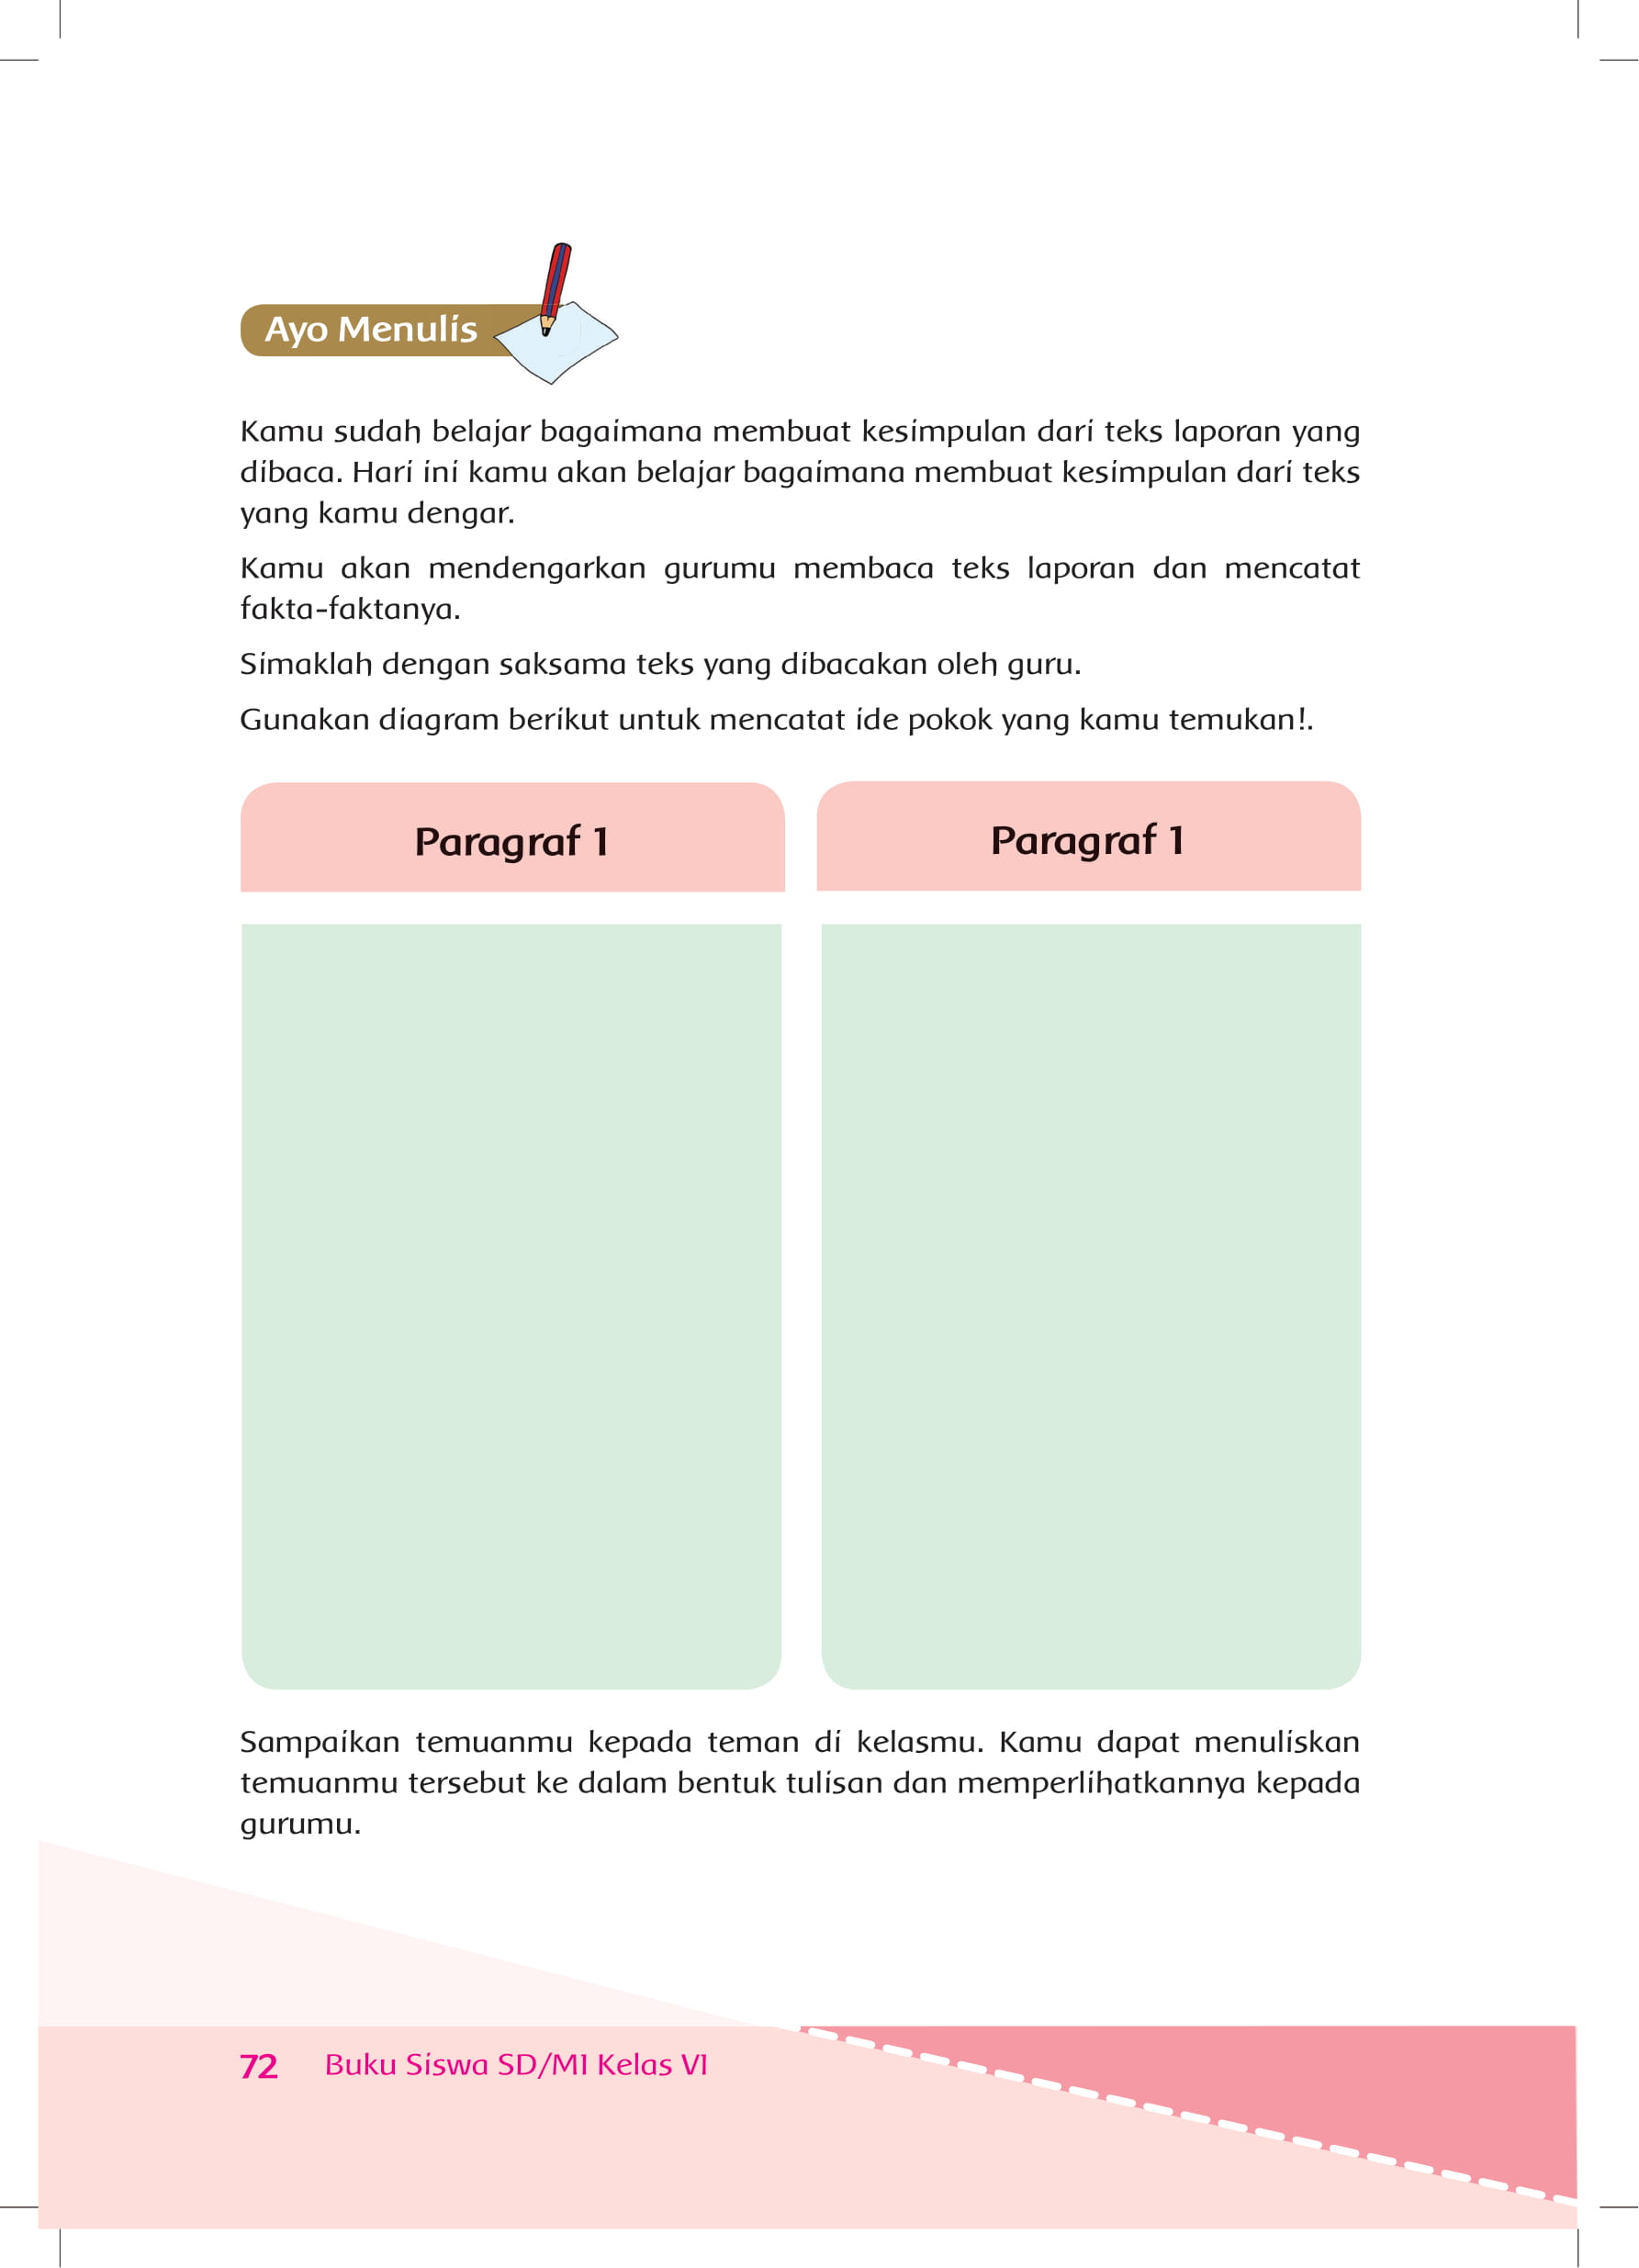 Ayo Menulis
Kamu sudah belajar bagaimana membuat kesimpulan dari teks laporan yang
dibaca. Hari ini kamu akan belajar bagaimana membuat kesimpulan dari teks
yang kamu dengar.
Kamu akan mendengarkan gurumu membaca teks laporan dan mencatat
fakta-faktanya.
Simaklah dengan saksama teks yang dibacakan oleh guru.
Gunakan diagram berikut untuk mencatat ide pokok yang kamu temukan!.
Paragraf 1
Paragraf 1
Sampaikan temuanmu kepada teman di kelasmu. Kamu dapat menuliskan
temuanmu tersebut ke dalam bentuk tulisan dan memperlihatkannya kepada
gurumu.
72 Buku Siswa SD/MI Kelas VI